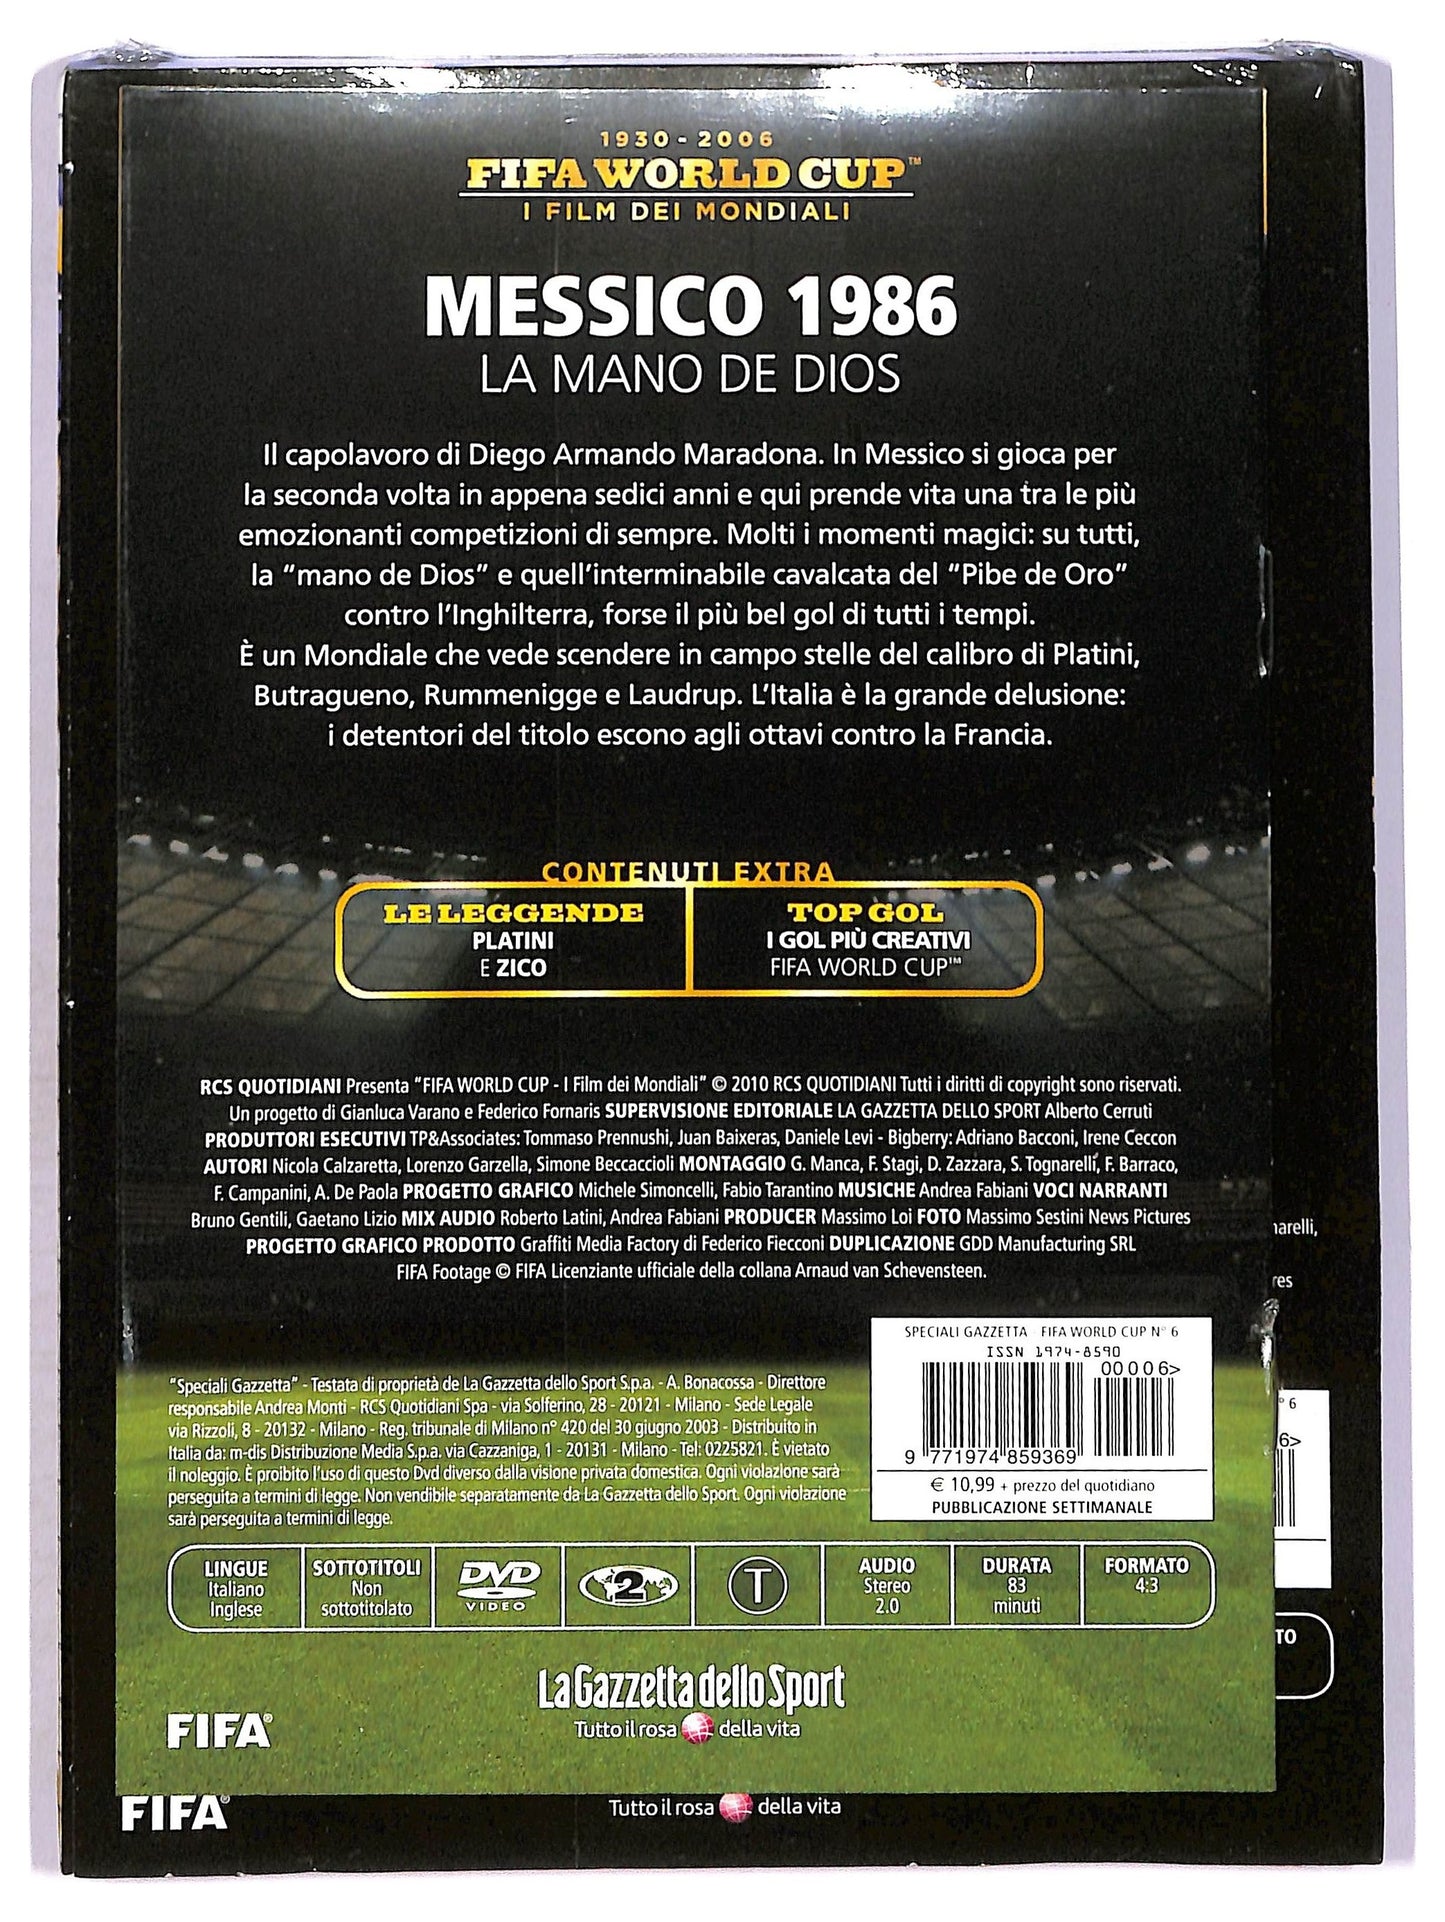 1930 - 2006
FIFA WORLD CUP™
I FILM DEI MONDIALI
MESSICO 1986
LA MANO DE DIOS
Il capolavoro di Diego Armando Maradona. In Messico si gioca per
la seconda volta in appena sedici anni e qui prende vita una tra le più
emozionanti competizioni di sempre. Molti i momenti magici: su tutti,
la “mano de Dios” e quell’interminabile cavalcata del “Pibe de Oro”
contro l’Inghilterra, forse il più bel gol di tutti i tempi.
È un Mondiale che vede scendere in campo stelle del calibro di Platini,
Butragueno, Rummenigge e Laudrup. L’Italia è la grande delusione:
i detentori del titolo escono agli ottavi contro la Francia.
CONTENUTI EXTRA
LE LEGGENDE
PLATINI
E ZICO
TOP GOL
I GOL PIÙ CREATIVI
FIFA WORLD CUP™
RCS QUOTIDIANI Presenta “FIFA WORLD CUP - I Film dei Mondiali” © 2010 RCS QUOTIDIANI Tutti i diritti di copyright sono riservati.
Un progetto di Gianluca Varano e Federico Fornaris SUPERVISIONE EDITORIALE LA GAZZETTA DELLO SPORT Alberto Cerruti
PRODUTTORI ESECUTIVI TP&Associates: Tommaso Prennushi, Juan Baixeras, Daniele Levi - Bigberry: Adriano Bacconi, Irene Ceccon
AUTORI Nicola Calzaretta, Lorenzo Garzella, Simone Beccaccioli MONTAGGIO G. Manca, F. Stagi, D. Zazzara, S. Tognarelli, F. Barraco,
F. Campanini, A. De Paola PROGETTO GRAFICO Michele Simoncelli, Fabio Tarantino MUSICHE Andrea Fabiani VOCI NARRANTI
Bruno Gentili, Gaetano Lizio MIX AUDIO Roberto Latini, Andrea Fabiani PRODUCER Massimo Loi FOTO Massimo Sestini News Pictures
PROGETTO GRAFICO PRODOTTO Graffiti Media Factory di Federico Fiecconi DUPLICAZIONE GDD Manufacturing SRL
FIFA Footage © FIFA Licenziante ufficiale della collana Arnaud van Schevensteen.
narelli,
res
SPECIALI GAZZETTA FIFA WORLD CUP N° 6
ISSN 1974-8590
00006>
9 771974 859369
€ 10,99 + prezzo del quotidiano
PUBBLICAZIONE SETTIMANALE
° 6
6>
“Speciali Gazzetta” - Testata di proprietà de La Gazzetta dello Sport S.p.a. - A. Bonacossa - Direttore
responsabile Andrea Monti - RCS Quotidiani Spa - via Solferino, 28 - 20121 - Milano - Sede Legale
via Rizzoli, 8 - 20132 - Milano - Reg. tribunale di Milano n° 420 del 30 giugno 2003 - Distribuito in
Italia da: m-dis Distribuzione Media S.p.a. via Cazzaniga, 1 - 20131 - Milano - Tel: 0225821. È vietato
il noleggio. È proibito l’uso di questo Dvd diverso dalla visione privata domestica. Ogni violazione sarà
perseguita a termini di legge. Non vendibile separatamente da La Gazzetta dello Sport. Ogni violazione
sarà perseguita a termini di legge.
LINGUE
Italiano
Inglese
SOTTOTITOLI
Non
sottotitolato
DVD
VIDEO
2
T
AUDIO
Stereo
2.0
DURATA
83
minuti
FORMATO
4:3
TO
La Gazzetta dello Sport
Tutto il rosa della vita
FIFA®
FIFA®
Tutto il rosa della vita